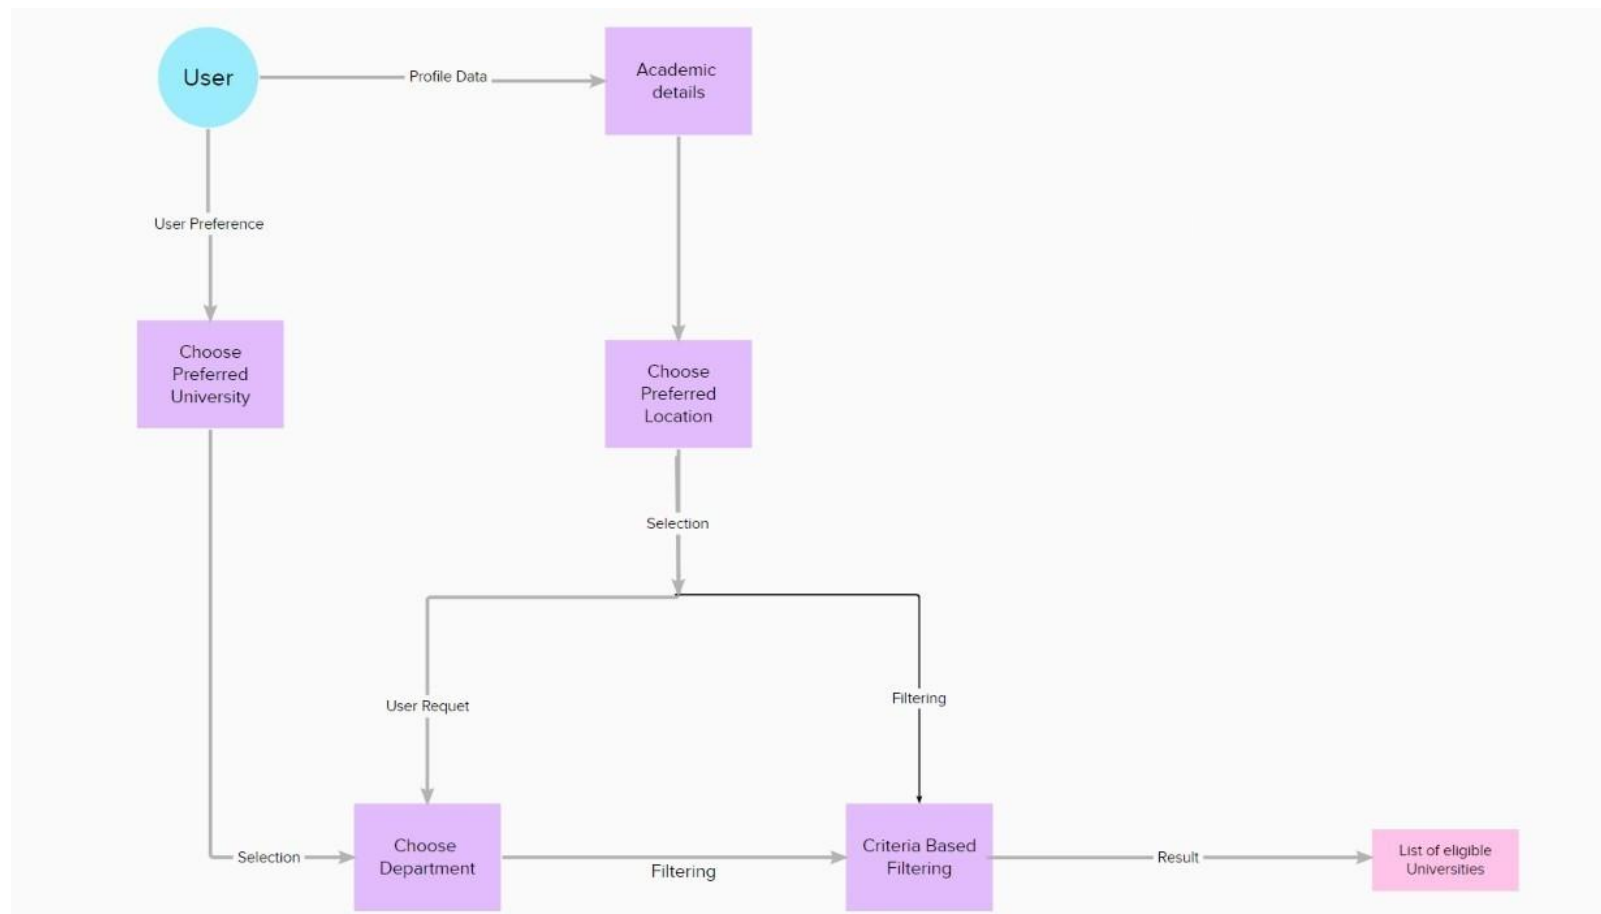 User
Profile Data
Academic
details
User Preference
Choose
Preferred
University
Choose
Preferred
Location
Selection
User Requet
Filtering
Selection
Choose
Department
Filtering
Criteria Based
Filtering
Result
List of eligible
Universities